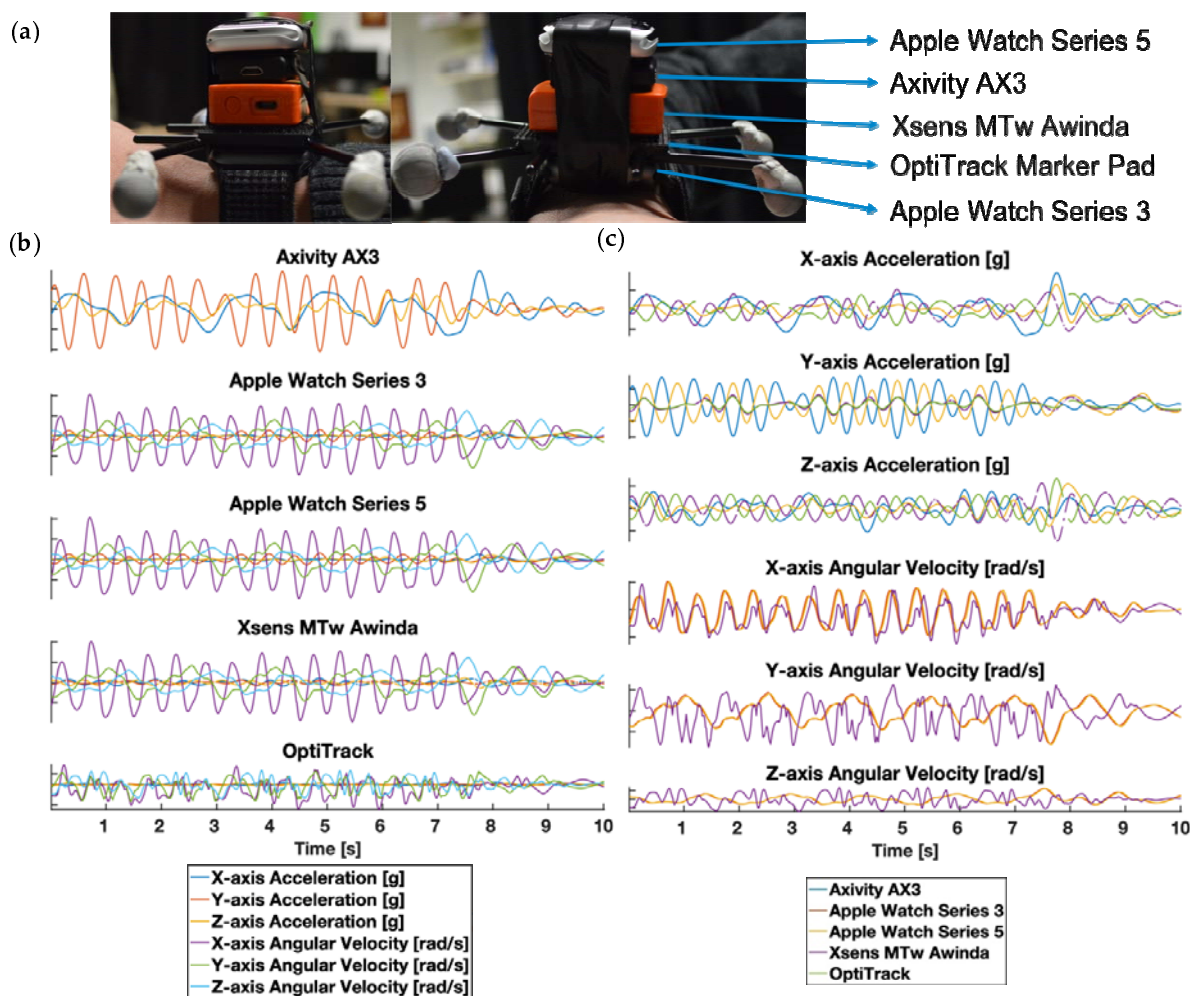 (a)
Apple Watch Series 5
Axivity AX3
Xsens MTw Awinda
OptiTrack Marker Pad
Apple Watch Series 3
(b)
Axivity AX3
Apple Watch Series 3
Apple Watch Series 5
Xsens MTw Awinda
OptiTrack
1 2 3 4 5 6 7 8 9 10
Time [s]
X-axis Acceleration [g]
Y-axis Acceleration [g]
Z-axis Acceleration [g]
X-axis Angular Velocity [rad/s]
Y-axis Angular Velocity [rad/s]
Z-axis Angular Velocity [rad/s]
(c)
X-axis Acceleration [g]
Y-axis Acceleration [g]
Z-axis Acceleration [g]
X-axis Angular Velocity [rad/s]
Y-axis Angular Velocity [rad/s]
Z-axis Angular Velocity [rad/s]
1 2 3 4 5 6 7 8 9 10
Time [s]
Axivity AX3
Apple Watch Series 3
Apple Watch Series 5
Xsens MTw Awinda
OptiTrack